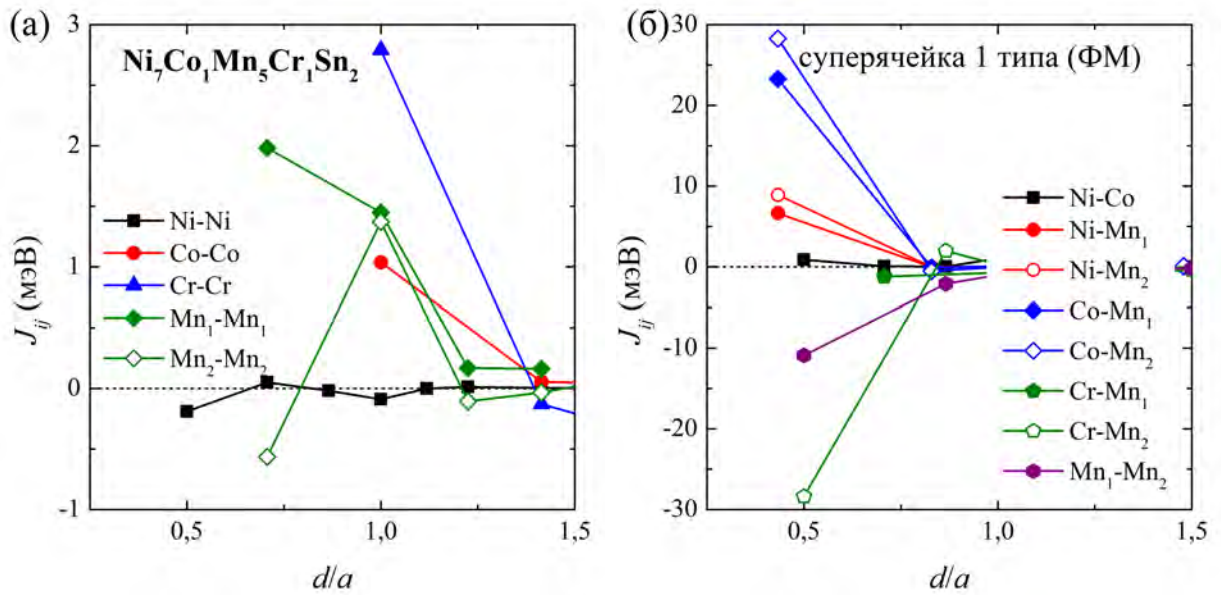 (а)
Ni7Co1Mn5Cr1Sn2
3
2
1
0
-1
0,5
1,0
1,5
Jij (мэВ)
d/a
Ni-Ni
Co-Co
Cr-Cr
Mn1-Mn1
Mn2-Mn2
(б)
суперячейка 1 типа (ФМ)
30
20
10
0
-10
-20
-30
0,5
1,0
1,5
Jij (мэВ)
d/a
Ni-Co
Ni-Mn1
Ni-Mn2
Co-Mn1
Co-Mn2
Cr-Mn1
Cr-Mn2
Mn1-Mn2